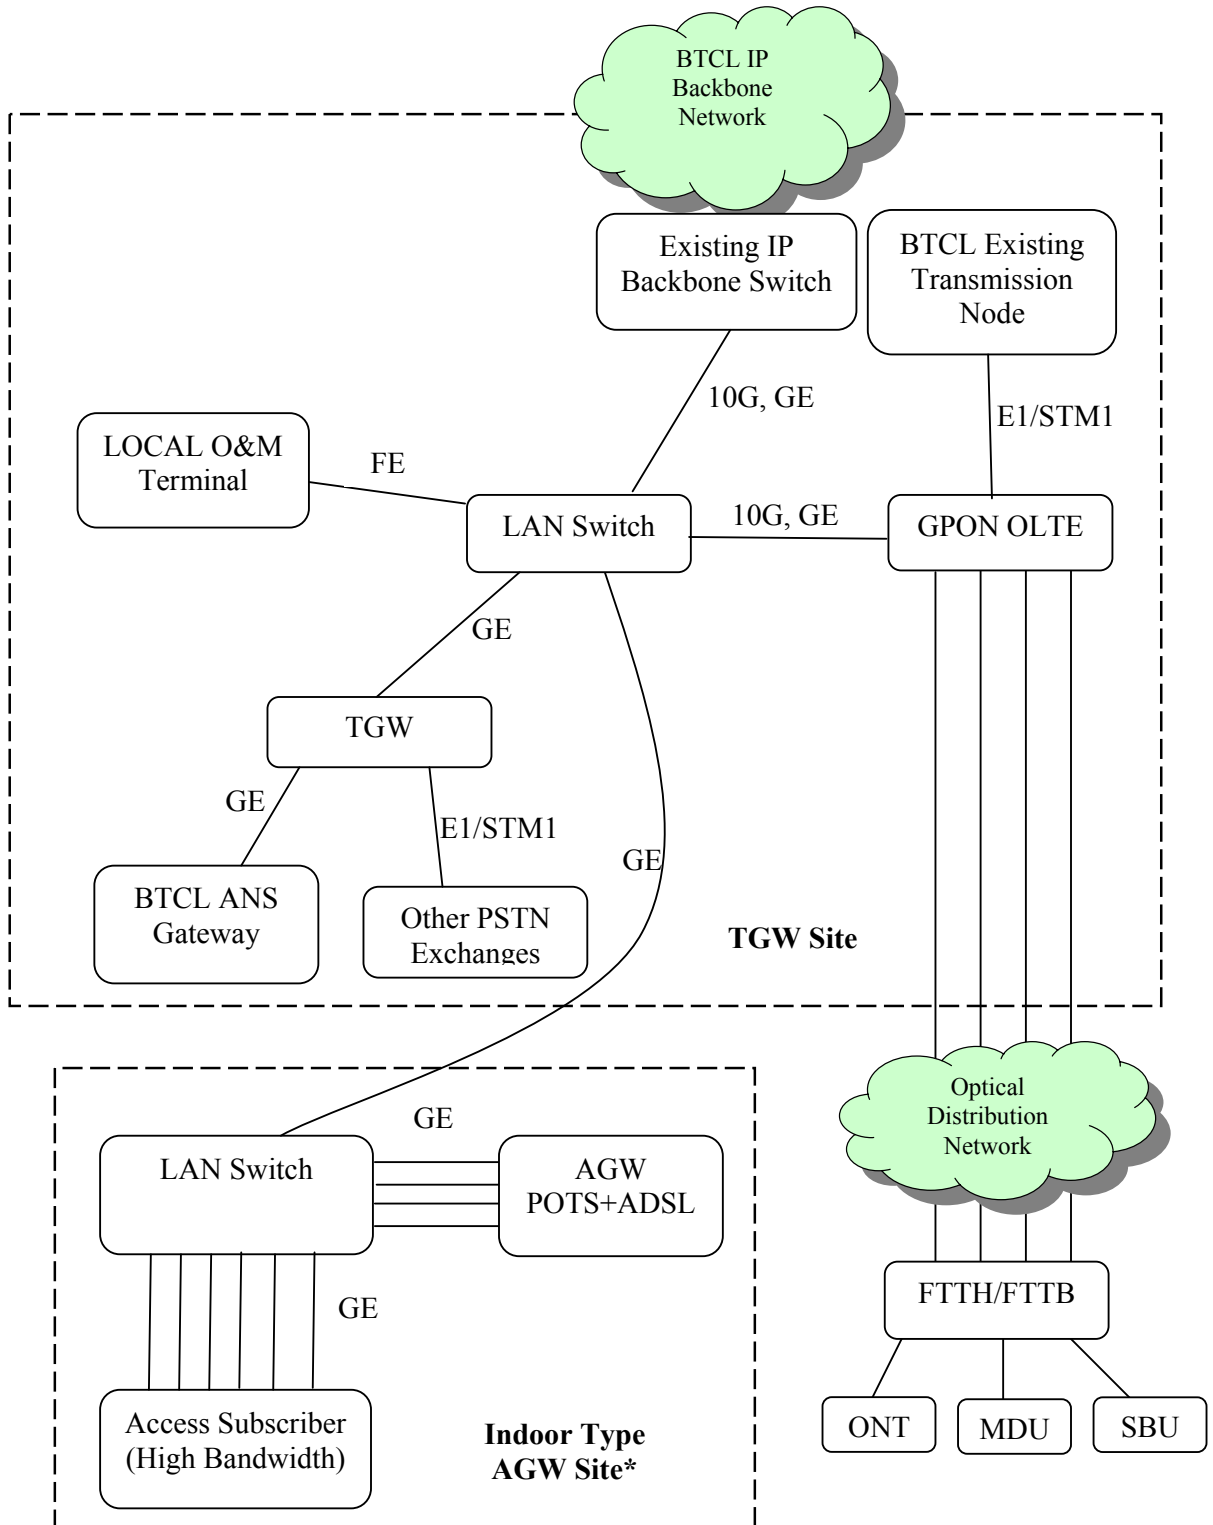 BTCL IP
Backbone
Network
Existing IP
Backbone Switch
BTCL Existing
Transmission
Node
10G, GE
E1/STM1
LOCAL O&M
Terminal
FE
LAN Switch
10G, GE
GPON OLTE
GE
TGW
GE
E1/STM1
GE
BTCL ANS
Gateway
Other PSTN
Exchanges
TGW Site
Optical
Distribution
Network
GE
LAN Switch
AGW
POTS+ADSL
GE
FTTH/FTTB
Access Subscriber
(High Bandwidth)
Indoor Type
AGW Site*
ONT
MDU
SBU